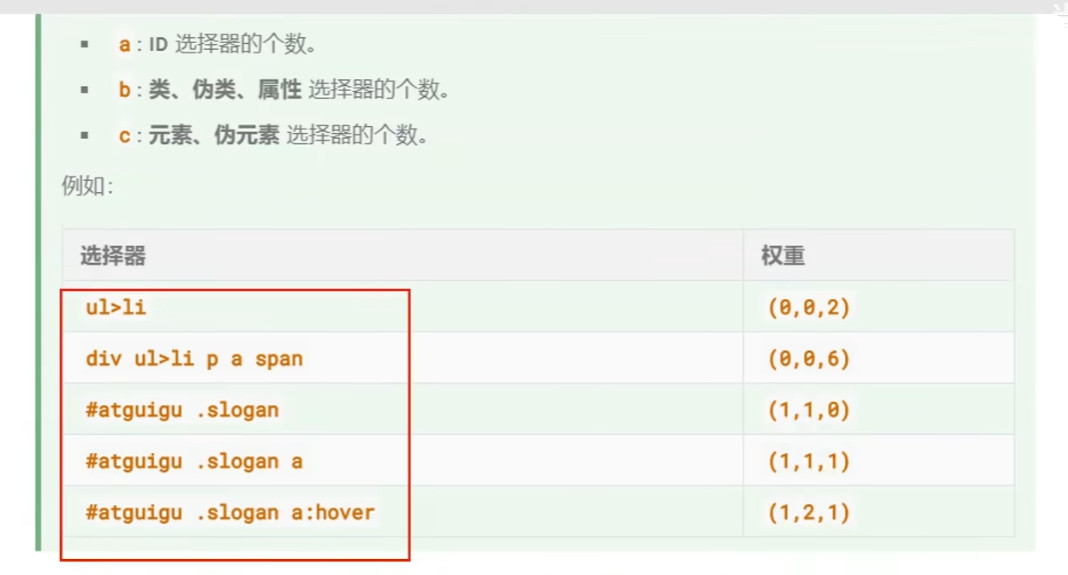 a : ID 选择器的个数。
b : 类、伪类、属性 选择器的个数。
c : 元素、伪元素 选择器的个数。
例如：
选择器 权重
ul>li (0,0,2)
div ul>li p a span (0,0,6)
#atguigu .slogan (1,1,0)
#atguigu .slogan a (1,1,1)
#atguigu .slogan a:hover (1,2,1)